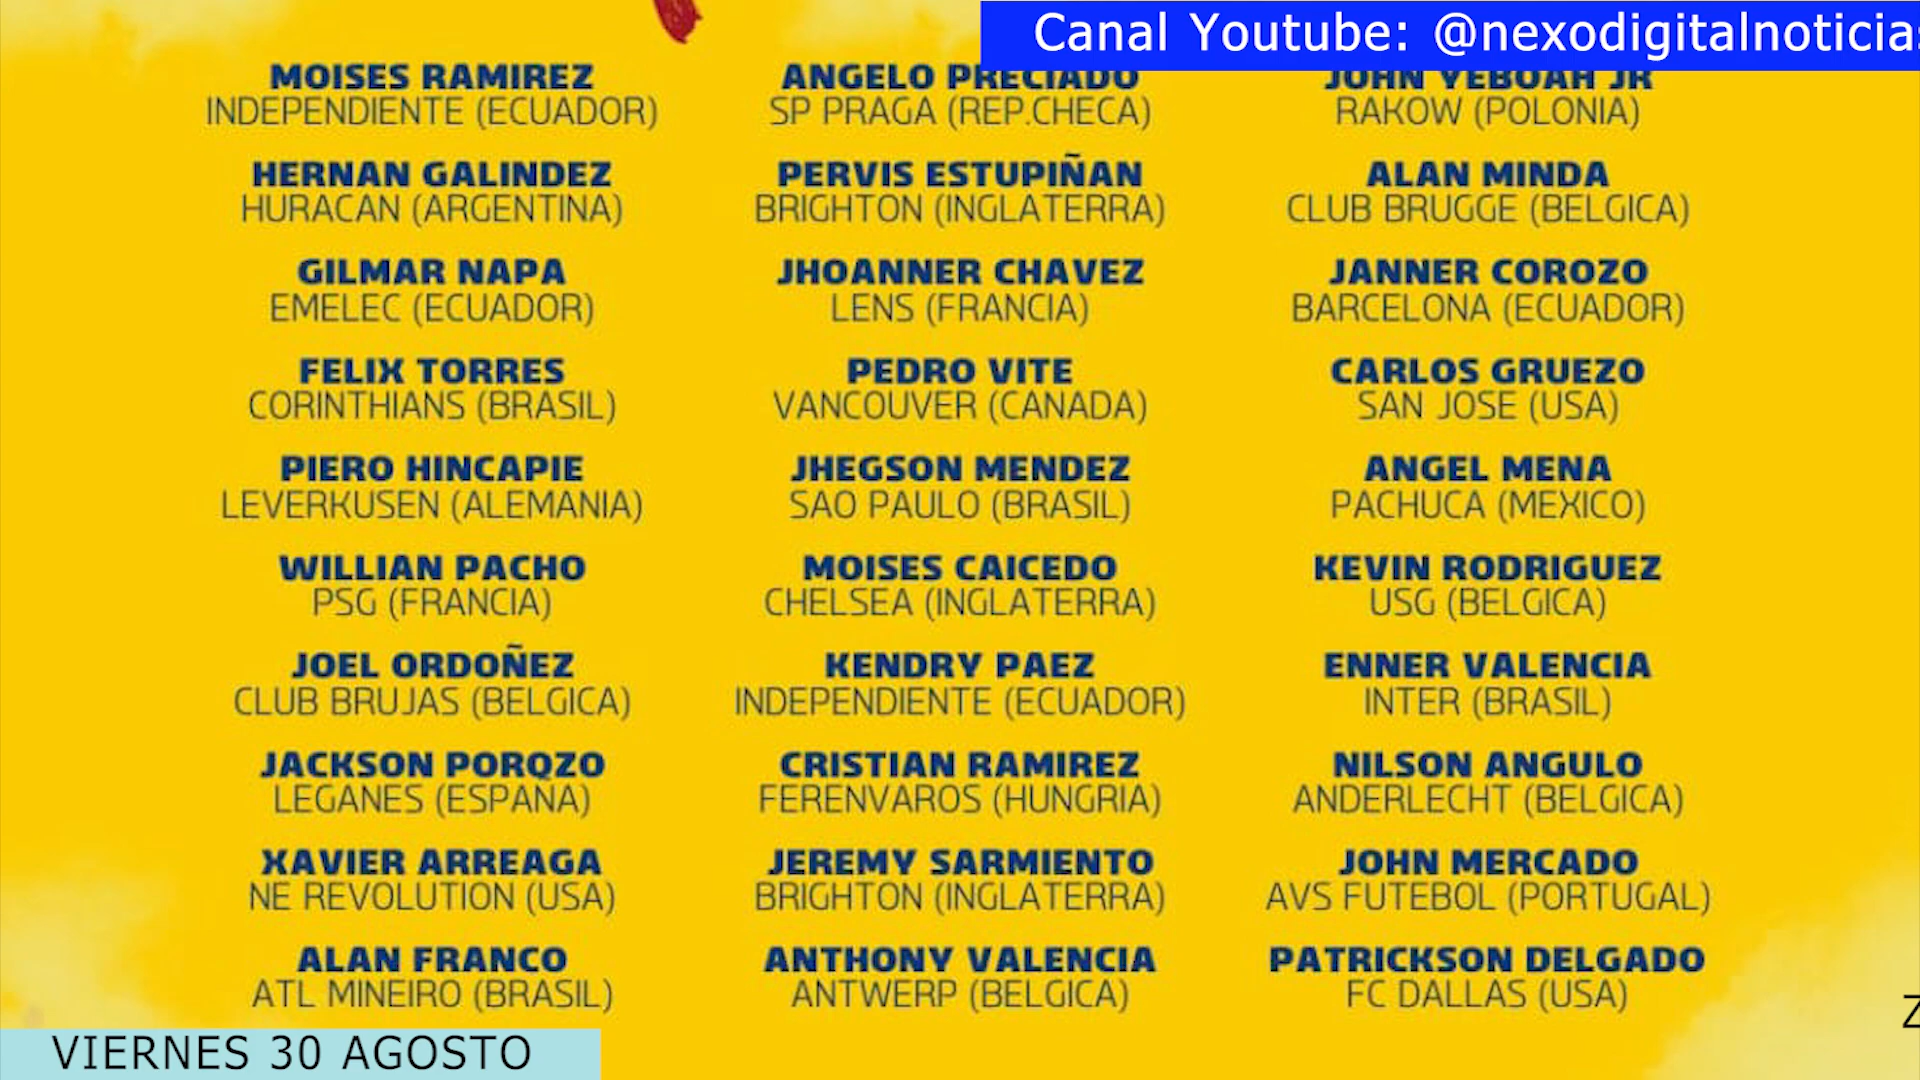 Canal Youtube: @nexodigitalnoticias
MOISES RAMIREZ
INDEPENDIENTE (ECUADOR)
HERNAN GALINDEZ
HURACAN (ARGENTINA)
GILMAR NAPA
EMELEC (ECUADOR)
FELIX TORRES
CORINTHIANS (BRASIL)
PIERO HINCAPIE
LEVERKUSEN (ALEMANIA)
WILLIAN PACHO
PSG (FRANCIA)
JOEL ORDOÑEZ
CLUB BRUJAS (BELGICA)
JACKSON POROZO
LEGANES (ESPAÑA)
XAVIER ARREAGA
NE REVOLUTION (USA)
ALAN FRANCO
ATL MINEIRO (BRASIL)
ANGELO PRECIADO
SP PRAGA (REP.CHECA)
PERVIS ESTUPIÑAN
BRIGHTON (INGLATERRA)
JHOANNER CHAVEZ
LENS (FRANCIA)
PEDRO VITE
VANCOUVER (CANADA)
JHEGSON MENDEZ
SAO PAULO (BRASIL)
MOISES CAICEDO
CHELSEA (INGLATERRA)
KENDRY PAEZ
INDEPENDIENTE (ECUADOR)
CRISTIAN RAMIREZ
FERENVAROS (HUNGRIA)
JEREMY SARMIENTO
BRIGHTON (INGLATERRA)
ANTHONY VALENCIA
ANTWERP (BELGICA)
JOHN YEBOAH JR
RAKOW (POLONIA)
ALAN MINDA
CLUB BRUGGE (BELGICA)
JANNER COROZO
BARCELONA (ECUADOR)
CARLOS GRUEZO
SAN JOSE (USA)
ANGEL MENA
PACHUCA (MEXICO)
KEVIN RODRIGUEZ
USG (BELGICA)
ENNER VALENCIA
INTER (BRASIL)
NILSON ANGULO
ANDERLECHT (BELGICA)
JOHN MERCADO
AVS FUTEBOL (PORTUGAL)
PATRICKSON DELGADO
FC DALLAS (USA)
VIERNES 30 AGOSTO